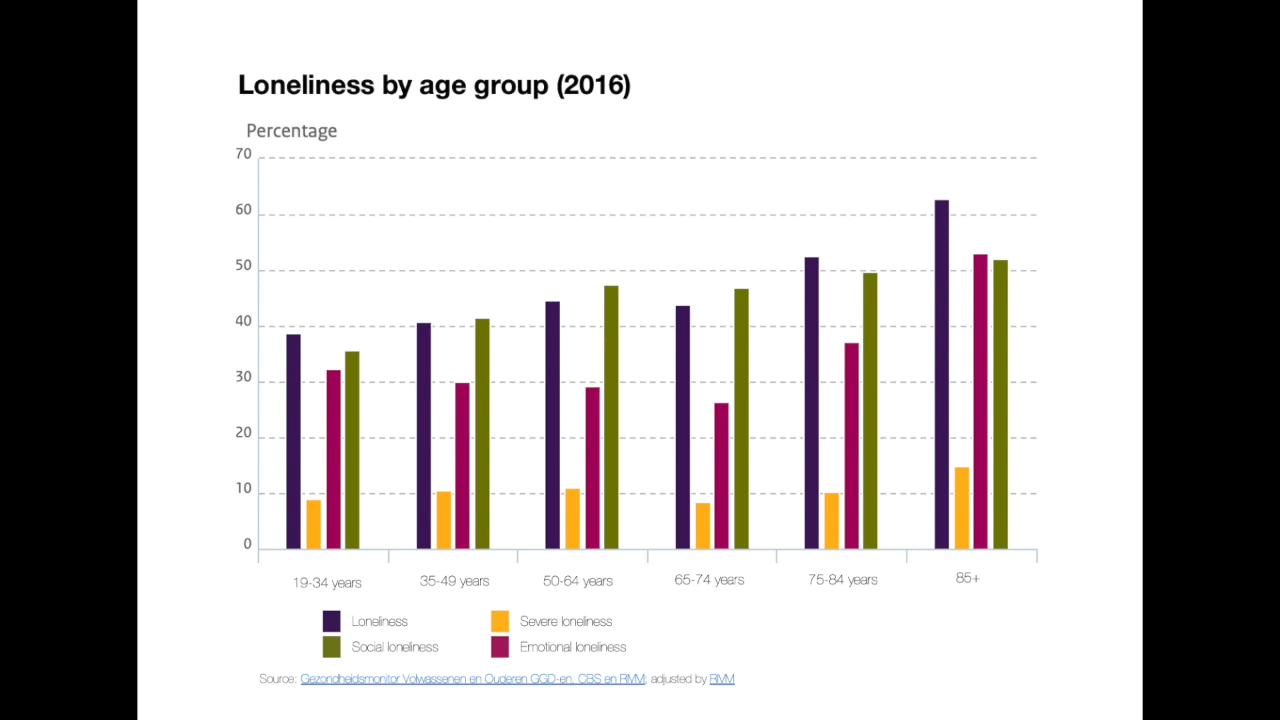 Loneliness by age group (2016)
Percentage
70
60
50
40
30
20
10
0
19-34 years
35-49 years
50-64 years
65-74 years
75-84 years
85+
Loneliness
Severe loneliness
Social loneliness
Emotional loneliness
Source: Gezondheidsmonitor Volwassenen en Ouderen GGD-en, CBS en RIVM; adjusted by RIVM